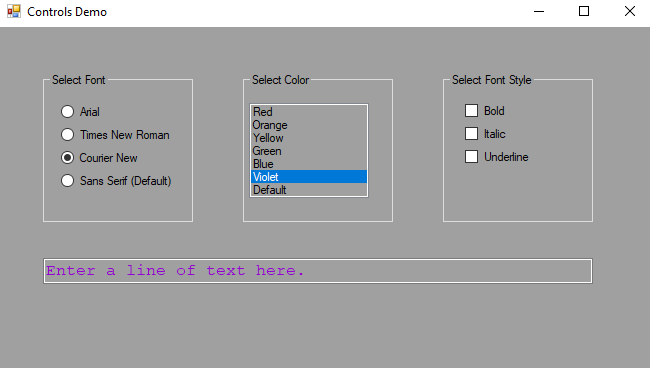 Controls Demo
Select Font
Arial
Times New Roman
Courier New
Sans Serif (Default)
Select Color
Red
Orange
Yellow
Green
Blue
Violet
Default
Select Font Style
Bold
Italic
Underline
Enter a line of text here.